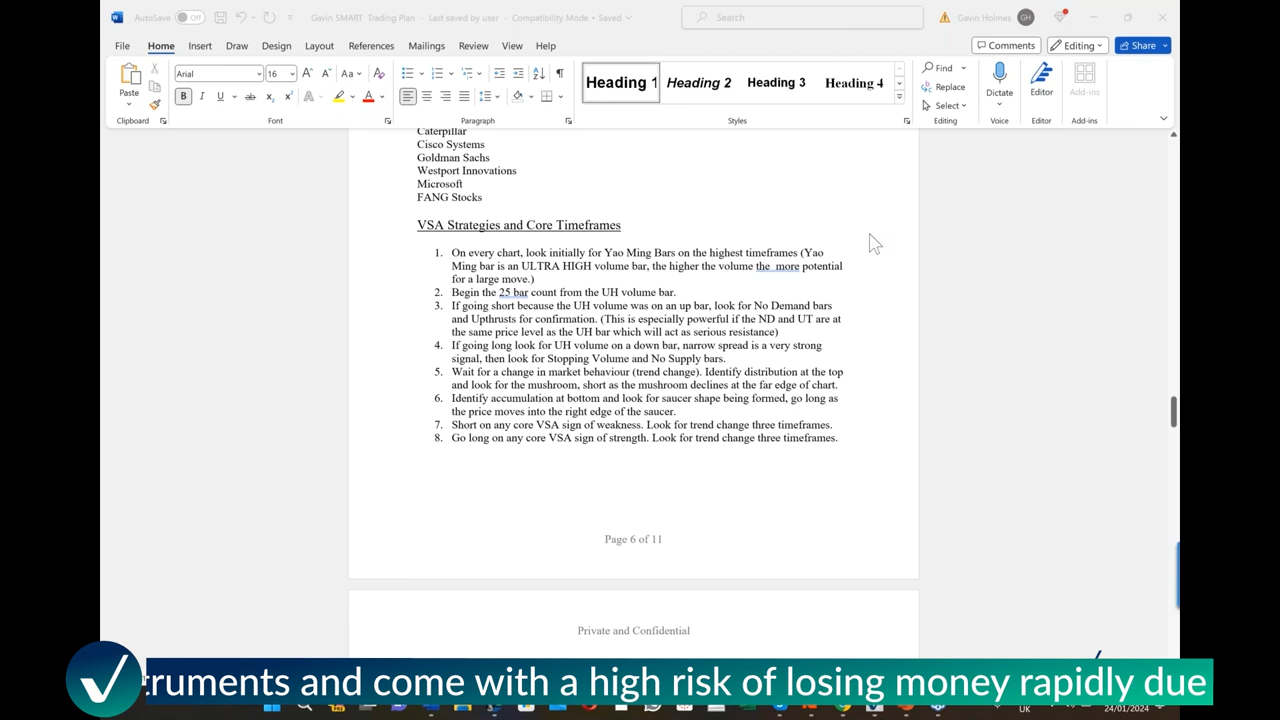 AutoSave Off Gavin SMART Trading Plan - Last saved by user - Compatibility Mode • Saved Search Gavin Holmes GH
File Home Insert Draw Design Layout References Mailings Review View Help Comments Editing Share
Paste Arial 16 Aa Heading 1 Heading 2 Heading 3 Heading 4 Find Replace Select Dictate Editor Add-ins
Clipboard Font Paragraph Styles Editing Voice Editor Add-ins
Caterpillar
Cisco Systems
Goldman Sachs
Westport Innovations
Microsoft
FANG Stocks
VSA Strategies and Core Timeframes
1. On every chart, look initially for Yao Ming Bars on the highest timeframes (Yao
Ming bar is an ULTRA HIGH volume bar, the higher the volume the more potential
for a large move.)
2. Begin the 25 bar count from the UH volume bar.
3. If going short because the UH volume was on an up bar, look for No Demand bars
and Upthrusts for confirmation. (This is especially powerful if the ND and UT are at
the same price level as the UH bar which will act as serious resistance)
4. If going long look for UH volume on a down bar, narrow spread is a very strong
signal, then look for Stopping Volume and No Supply bars.
5. Wait for a change in market behaviour (trend change). Identify distribution at the top
and look for the mushroom, short as the mushroom declines at the far edge of chart.
6. Identify accumulation at bottom and look for saucer shape being formed, go long as
the price moves into the right edge of the saucer.
7. Short on any core VSA sign of weakness. Look for trend change three timeframes.
8. Go long on any core VSA sign of strength. Look for trend change three timeframes.
Page 6 of 11
Private and Confidential
truments and come with a high risk of losing money rapidly due
UK 24/01/2024